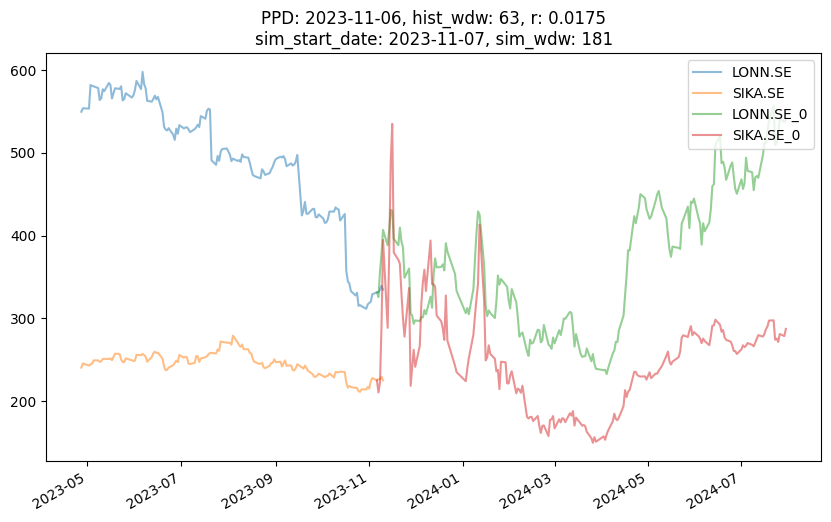 PPD: 2023-11-06, hist_wdw: 63, r: 0.0175
sim_start_date: 2023-11-07, sim_wdw: 181
600
500
400
300
200
LONN.SE
SIKA.SE
LONN.SE_0
SIKA.SE_0
2023-05
2023-07
2023-09
2023-11
2024-01
2024-03
2024-05
2024-07